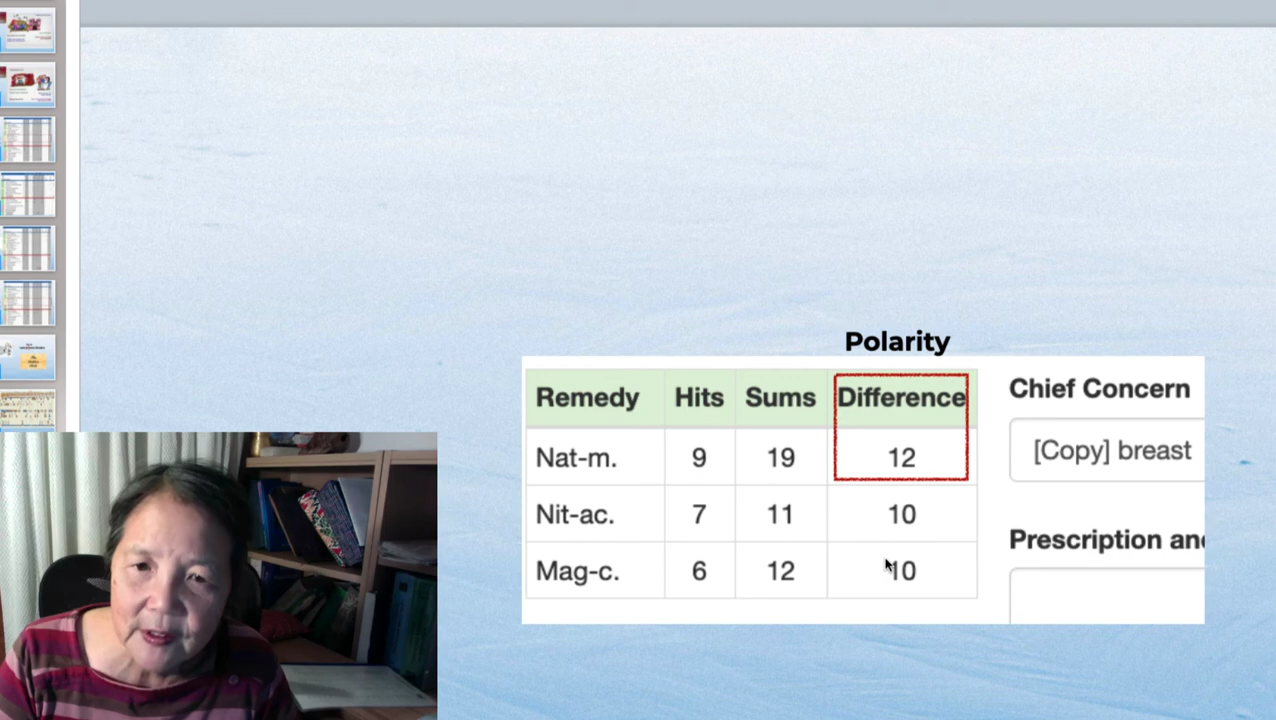 Polarity
Remedy Hits Sums Difference
Nat-m. 9 19 12
Nit-ac. 7 11 10
Mag-c. 6 12 10
Chief Concern
[Copy] breast
Prescription an